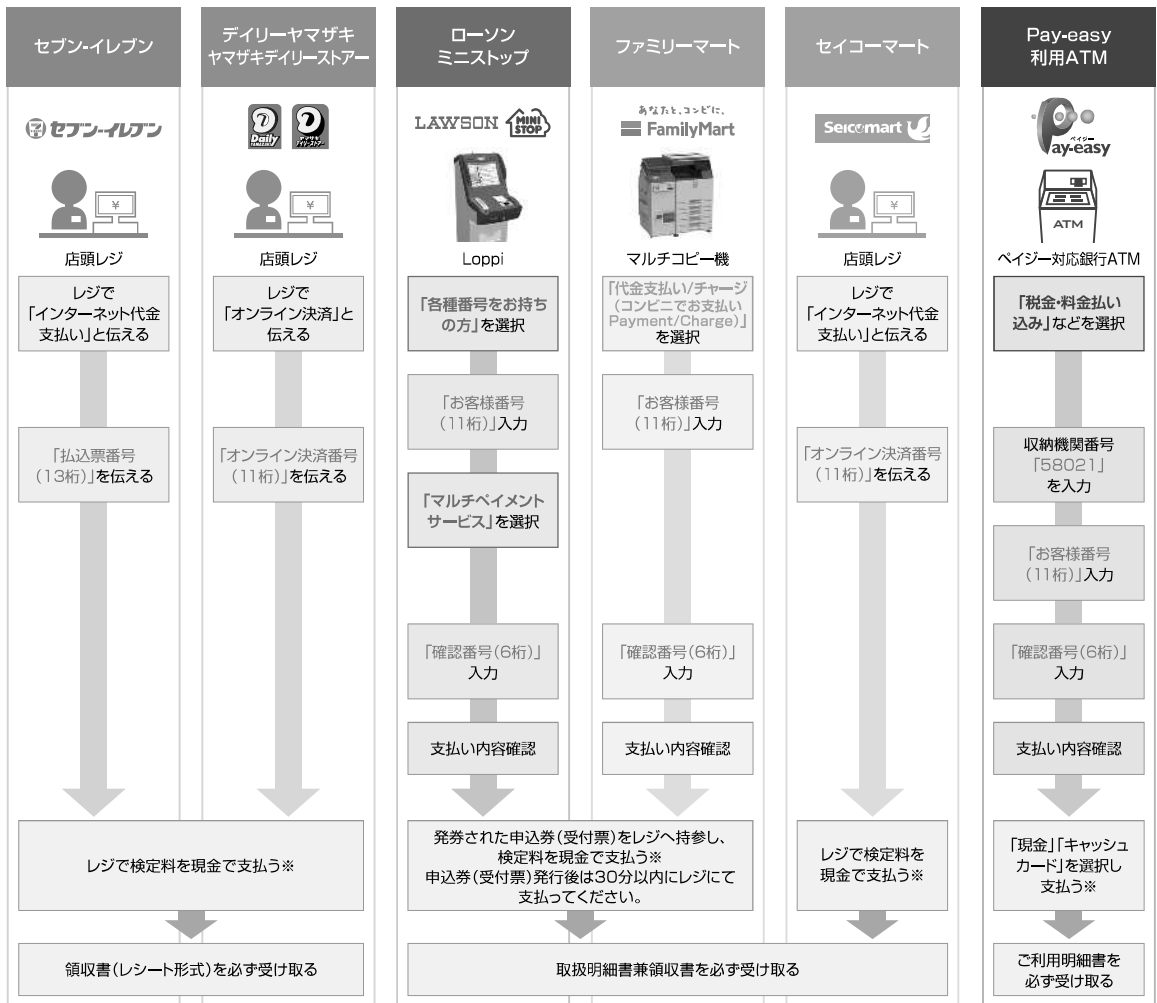 セブン-イレブン
セブン-イレブン
店頭レジ
レジで
「インターネット代金
支払い」と伝える
「払込票番号
(13桁)」を伝える
デイリーヤマザキ
ヤマザキデイリーストアー
Daily
YAMAZAKI
ヤマザキ
デイリーストアー
店頭レジ
レジで
「オンライン決済」と
伝える
「オンライン決済番号
(11桁)」を伝える
レジで検定料を現金で支払う※
領収書(レシート形式)を必ず受け取る
ローソン
ミニストップ
LAWSON
MINI
STOP
Loppi
「各種番号をお持ち
の方」を選択
「お客様番号
(11桁)」入力
「マルチペイメント
サービス」を選択
「確認番号(6桁)」
入力
支払い内容確認
ファミリーマート
あなたと、コンビに、
FamilyMart
マルチコピー機
「代金支払い/チャージ
(コンビニでお支払い
Payment/Charge)」
を選択
「お客様番号
(11桁)」入力
「確認番号(6桁)」
入力
支払い内容確認
発券された申込券(受付票)をレジへ持参し、
検定料を現金で支払う※
申込券(受付票)発行後は30分以内にレジにて
支払ってください。
セイコーマート
Seicomart
店頭レジ
レジで
「インターネット代金
支払い」と伝える
「オンライン決済番号
(11桁)」を伝える
レジで検定料を
現金で支払う※
取扱明細書兼領収書を必ず受け取る
Pay-easy
利用ATM
ペイジー
Pay-easy
ATM
ペイジー対応銀行ATM
「税金・料金払い
込み」などを選択
収納機関番号
「58021」
を入力
「お客様番号
(11桁)」入力
「確認番号(6桁)」
入力
支払い内容確認
「現金」「キャッシュ
カード」を選択し
支払う※
ご利用明細書を
必ず受け取る